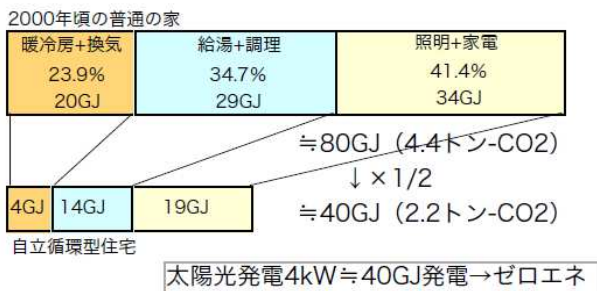 2000年頃の普通の家
暖冷房+換気 給湯+調理 照明+家電
23.9% 34.7% 41.4%
20GJ 29GJ 34GJ
≒80GJ（4.4トン-CO2）
↓×1/2
≒40GJ（2.2トン-CO2）
4GJ 14GJ 19GJ
自立循環型住宅
太陽光発電4kW≒40GJ発電→ゼロエネ